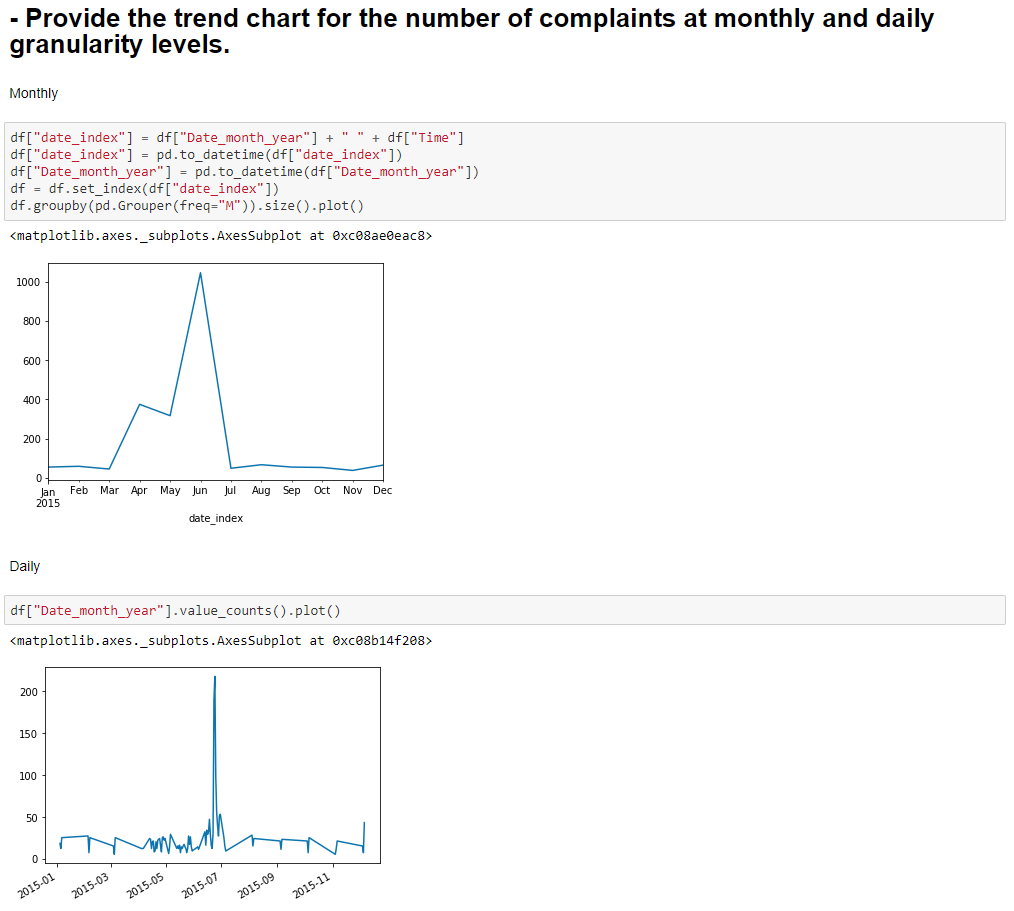 - Provide the trend chart for the number of complaints at monthly and daily
granularity levels.
Monthly
df["date_index"] = df["Date_month_year"] + " " + df["Time"]
df["date_index"] = pd.to_datetime(df["date_index"])
df["Date_month_year"] = pd.to_datetime(df["Date_month_year"])
df = df.set_index(df["date_index"])
df.groupby(pd.Grouper(freq="M")).size().plot()
<matplotlib.axes._subplots.AxesSubplot at 0xc08ae0eac8>
1000
800
600
400
200
0
Jan Feb Mar Apr May Jun Jul Aug Sep Oct Nov Dec
2015
date_index
Daily
df["Date_month_year"].value_counts().plot()
<matplotlib.axes._subplots.AxesSubplot at 0xc08b14f208>
200
150
100
50
0
2015-01 2015-03 2015-05 2015-07 2015-09 2015-11